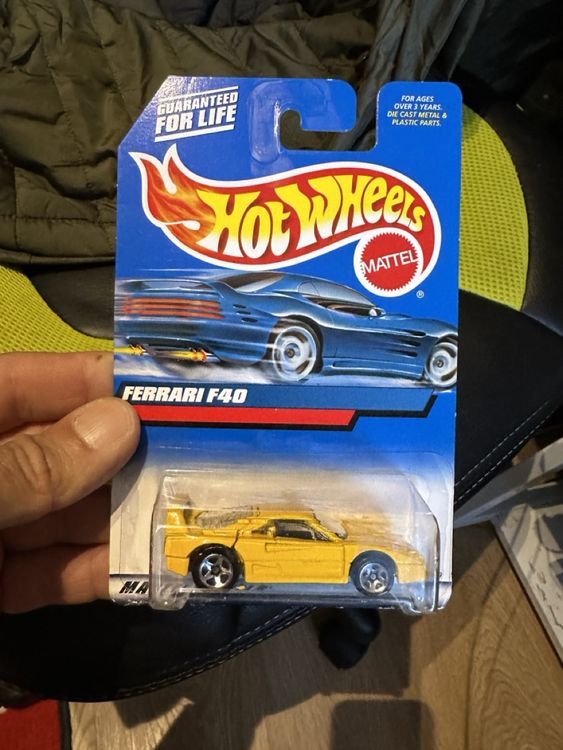 GUARANTEED
FOR LIFE
FOR AGES
OVER 3 YEARS.
DIE CAST METAL &
PLASTIC PARTS.
HOT WHEELS
MATTEL
®
FERRARI F40